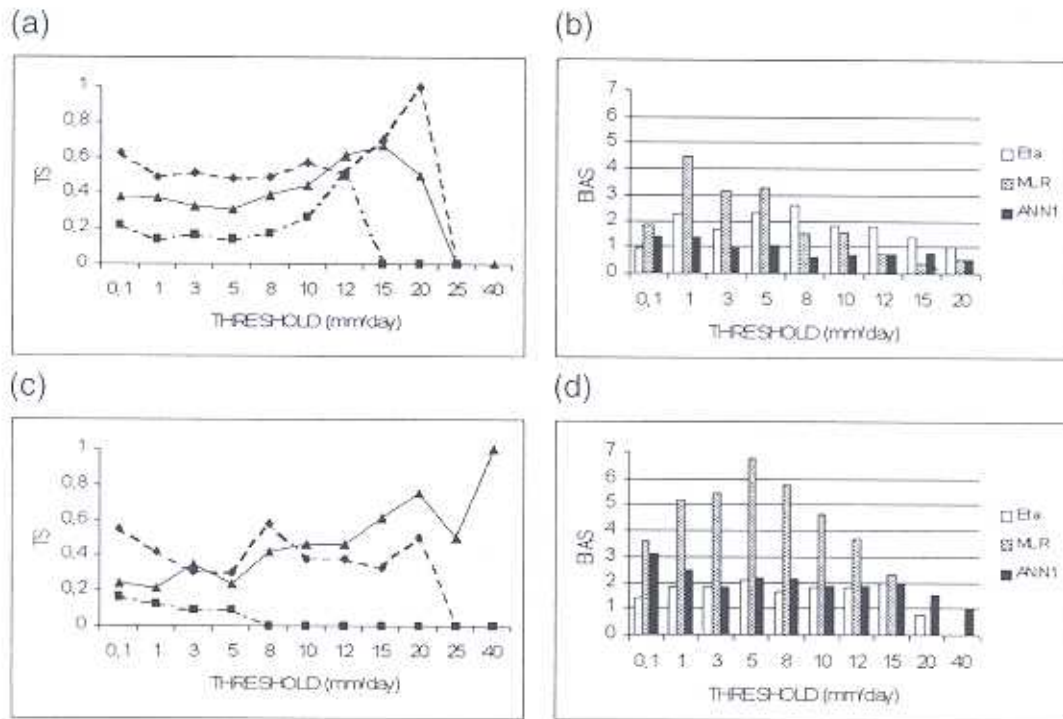 (a)
TS
1
0,8
0,6
0,4
0,2
0
0,1 1 3 5 8 10 12 15 20 25 40
THRESHOLD (mm/day)
(b)
BIAS
7
6
5
4
3
2
1
0
0,1 1 3 5 8 10 12 15 20
THRESHOLD (mm/day)
Eta
MLR
ANN1
(c)
TS
1
0,8
0,6
0,4
0,2
0
0,1 1 3 5 8 10 12 15 20 25 40
THRESHOLD (mm/day)
(d)
BIAS
7
6
5
4
3
2
1
0
0,1 1 3 5 8 10 12 15 20 40
THRESHOLD (mm/day)
Eta
MLR
ANN1